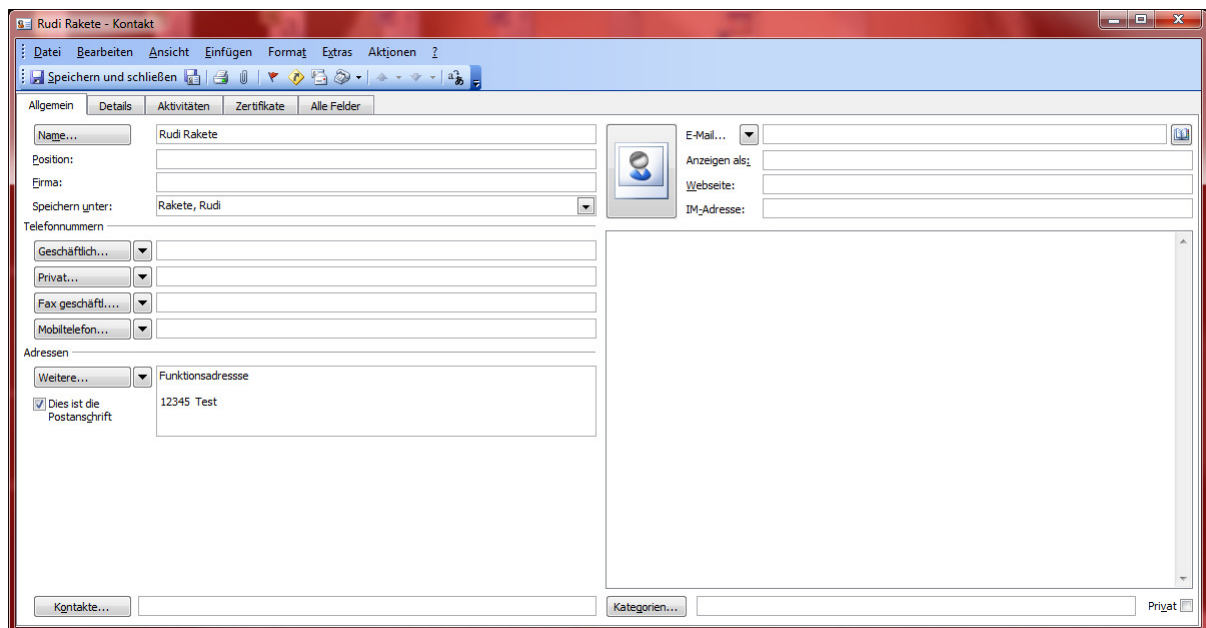 Rudi Rakete - Kontakt
Datei Bearbeiten Ansicht Einfügen Format Extras Aktionen ?
Speichern und schließen
Allgemein Details Aktivitäten Zertifikate Alle Felder
Name... Rudi Rakete
Position:
Firma:
Speichern unter: Rakete, Rudi
E-Mail...
Anzeigen als:
Webseite:
IM-Adresse:
Telefonnummern
Geschäftlich...
Privat...
Fax geschäftl....
Mobiltelefon...
Adressen
Weitere... Funktionsadressse
12345 Test
Dies ist die
Postanschrift
Kontakte...
Kategorien...
Privat